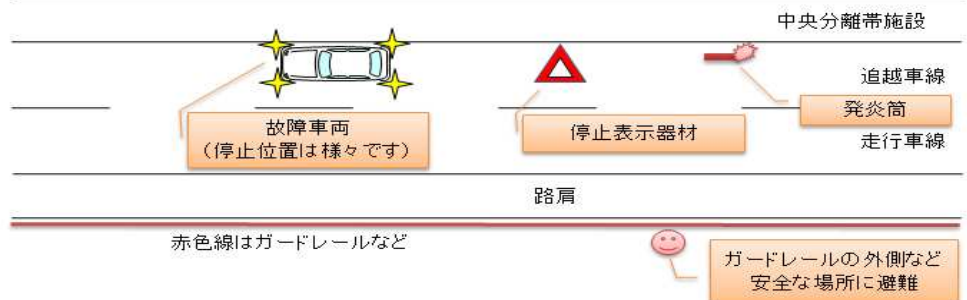 中央分離帯施設
追越車線
発炎筒
故障車両
（停止位置は様々です）
停止表示器材
走行車線
路肩
赤色線はガードレールなど
ガードレールの外側など
安全な場所に避難